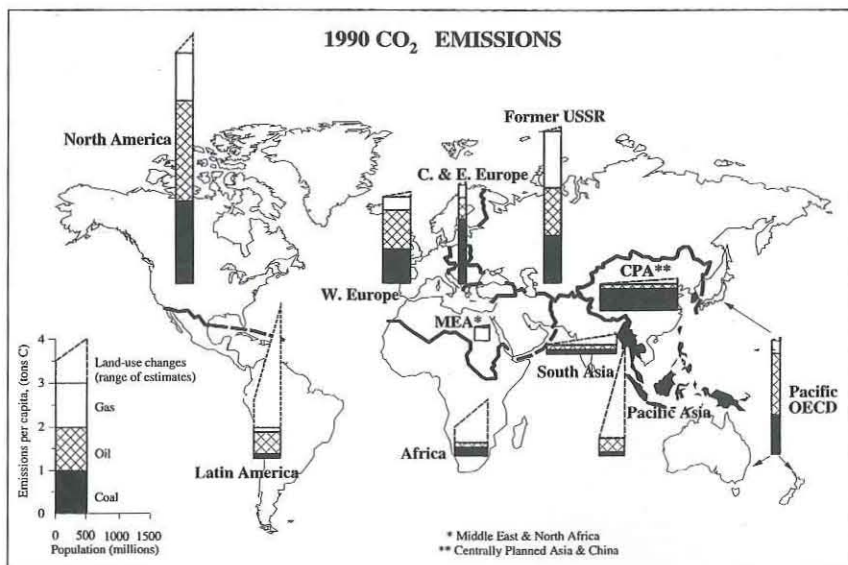 1990 CO₂ EMISSIONS
North America
Former USSR
C. & E. Europe
W. Europe
CPA**
MEA*
South Asia
Pacific Asia
Pacific
OECD
Latin America
Africa
Emissions per capita, (tons C)
4
3
2
1
0
Land-use changes
(range of estimates)
Gas
Oil
Coal
0 500 1000 1500
Population (millions)
* Middle East & North Africa
** Centrally Planned Asia & China